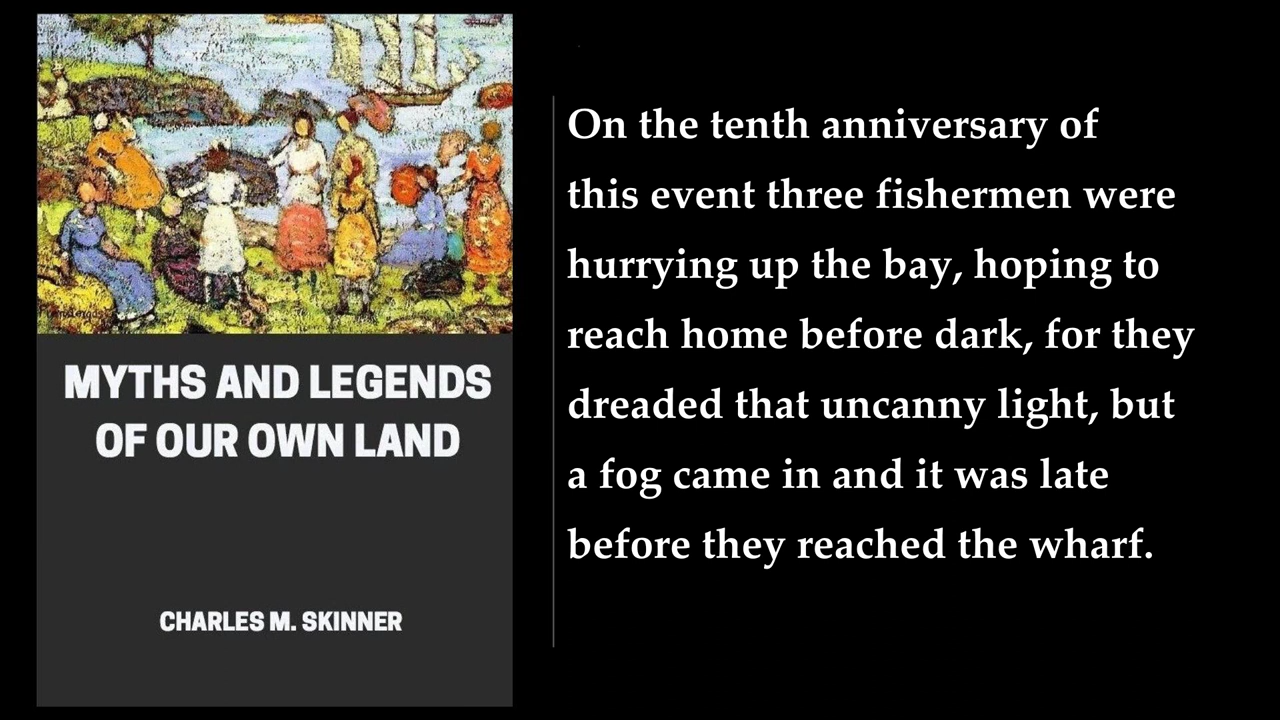 MYTHS AND LEGENDS
OF OUR OWN LAND
CHARLES M. SKINNER
On the tenth anniversary of
this event three fishermen were
hurrying up the bay, hoping to
reach home before dark, for they
dreaded that uncanny light, but
a fog came in and it was late
before they reached the wharf.